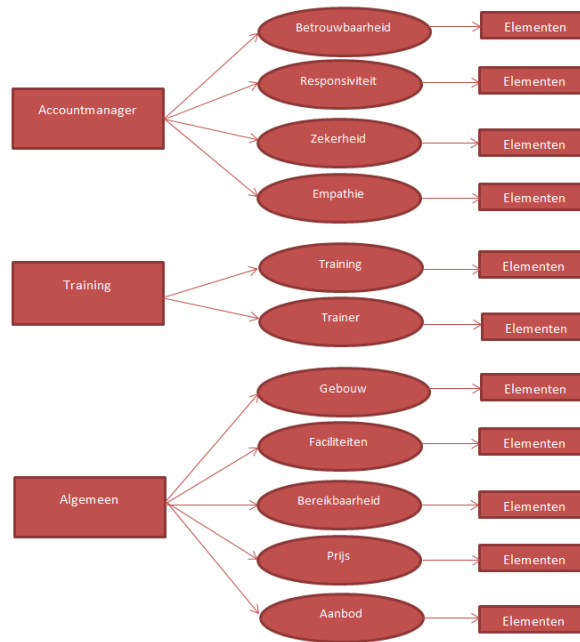 Betrouwbaarheid
Elementen
Responsiviteit
Elementen
Accountmanager
Zekerheid
Elementen
Empathie
Elementen
Training
Elementen
Training
Trainer
Elementen
Gebouw
Elementen
Faciliteiten
Elementen
Algemeen
Bereikbaarheid
Elementen
Prijs
Elementen
Aanbod
Elementen